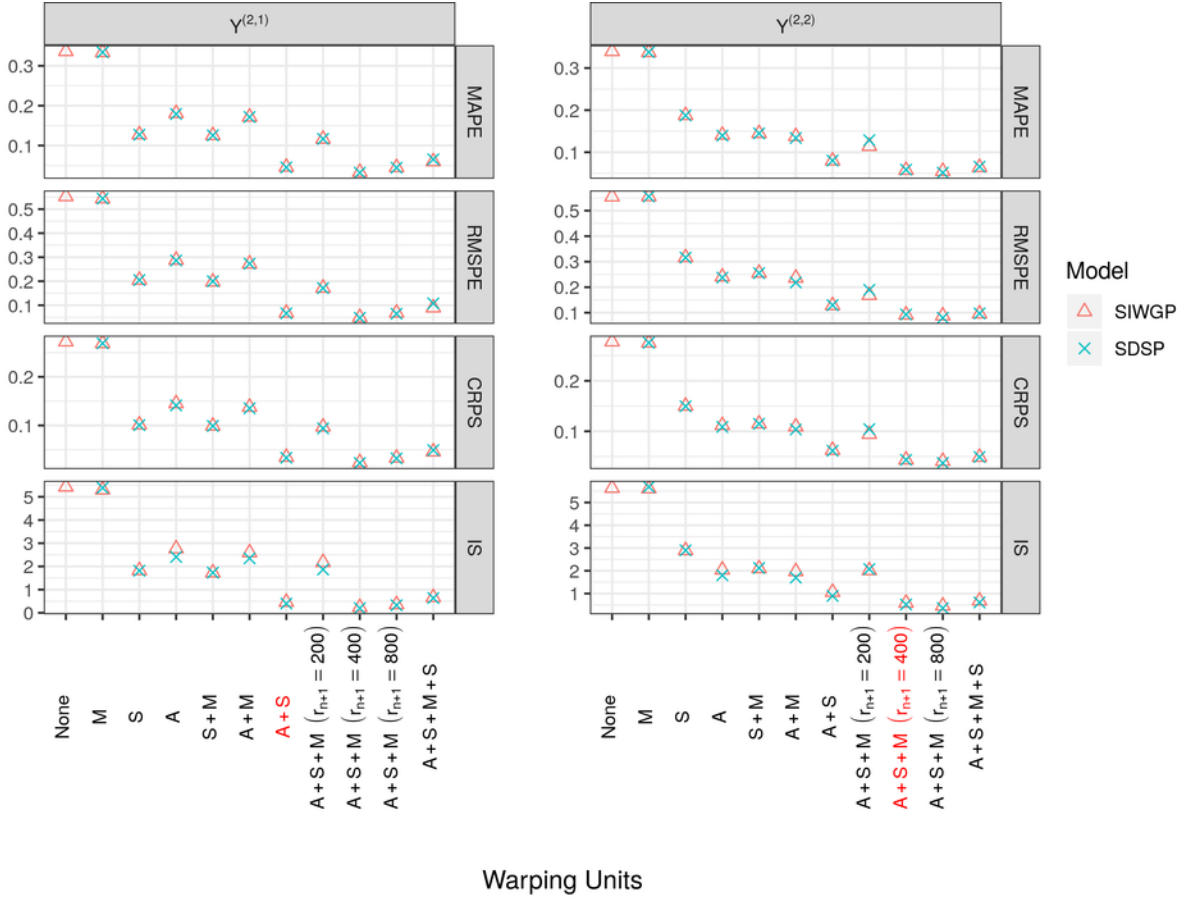 Y(2,1)
0.3
0.2
0.1
MAPE
0.5
0.4
0.3
0.2
0.1
RMSPE
0.2
0.1
CRPS
5
4
3
2
1
0
IS
None
M
S
A
S + M
A + M
A + S
A + S + M (rn+1 = 200)
A + S + M (rn+1 = 400)
A + S + M (rn+1 = 800)
A + S + M + S
Y(2,2)
0.3
0.2
0.1
MAPE
0.5
0.4
0.3
0.2
0.1
RMSPE
0.2
0.1
CRPS
5
4
3
2
1
IS
None
M
S
A
S + M
A + M
A + S
A + S + M (rn+1 = 200)
A + S + M (rn+1 = 400)
A + S + M (rn+1 = 800)
A + S + M + S
Model
SIWGP
SDSP
Warping Units